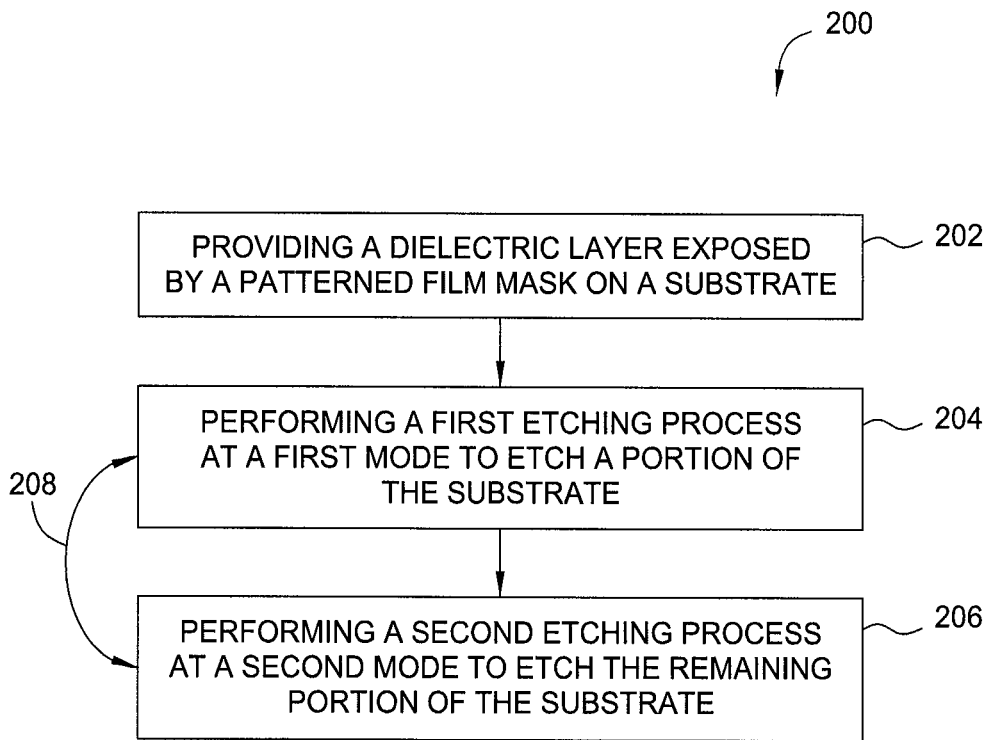 200
PROVIDING A DIELECTRIC LAYER EXPOSED
BY A PATTERNED FILM MASK ON A SUBSTRATE
202
PERFORMING A FIRST ETCHING PROCESS
AT A FIRST MODE TO ETCH A PORTION OF
THE SUBSTRATE
204
208
PERFORMING A SECOND ETCHING PROCESS
AT A SECOND MODE TO ETCH THE REMAINING
PORTION OF THE SUBSTRATE
206